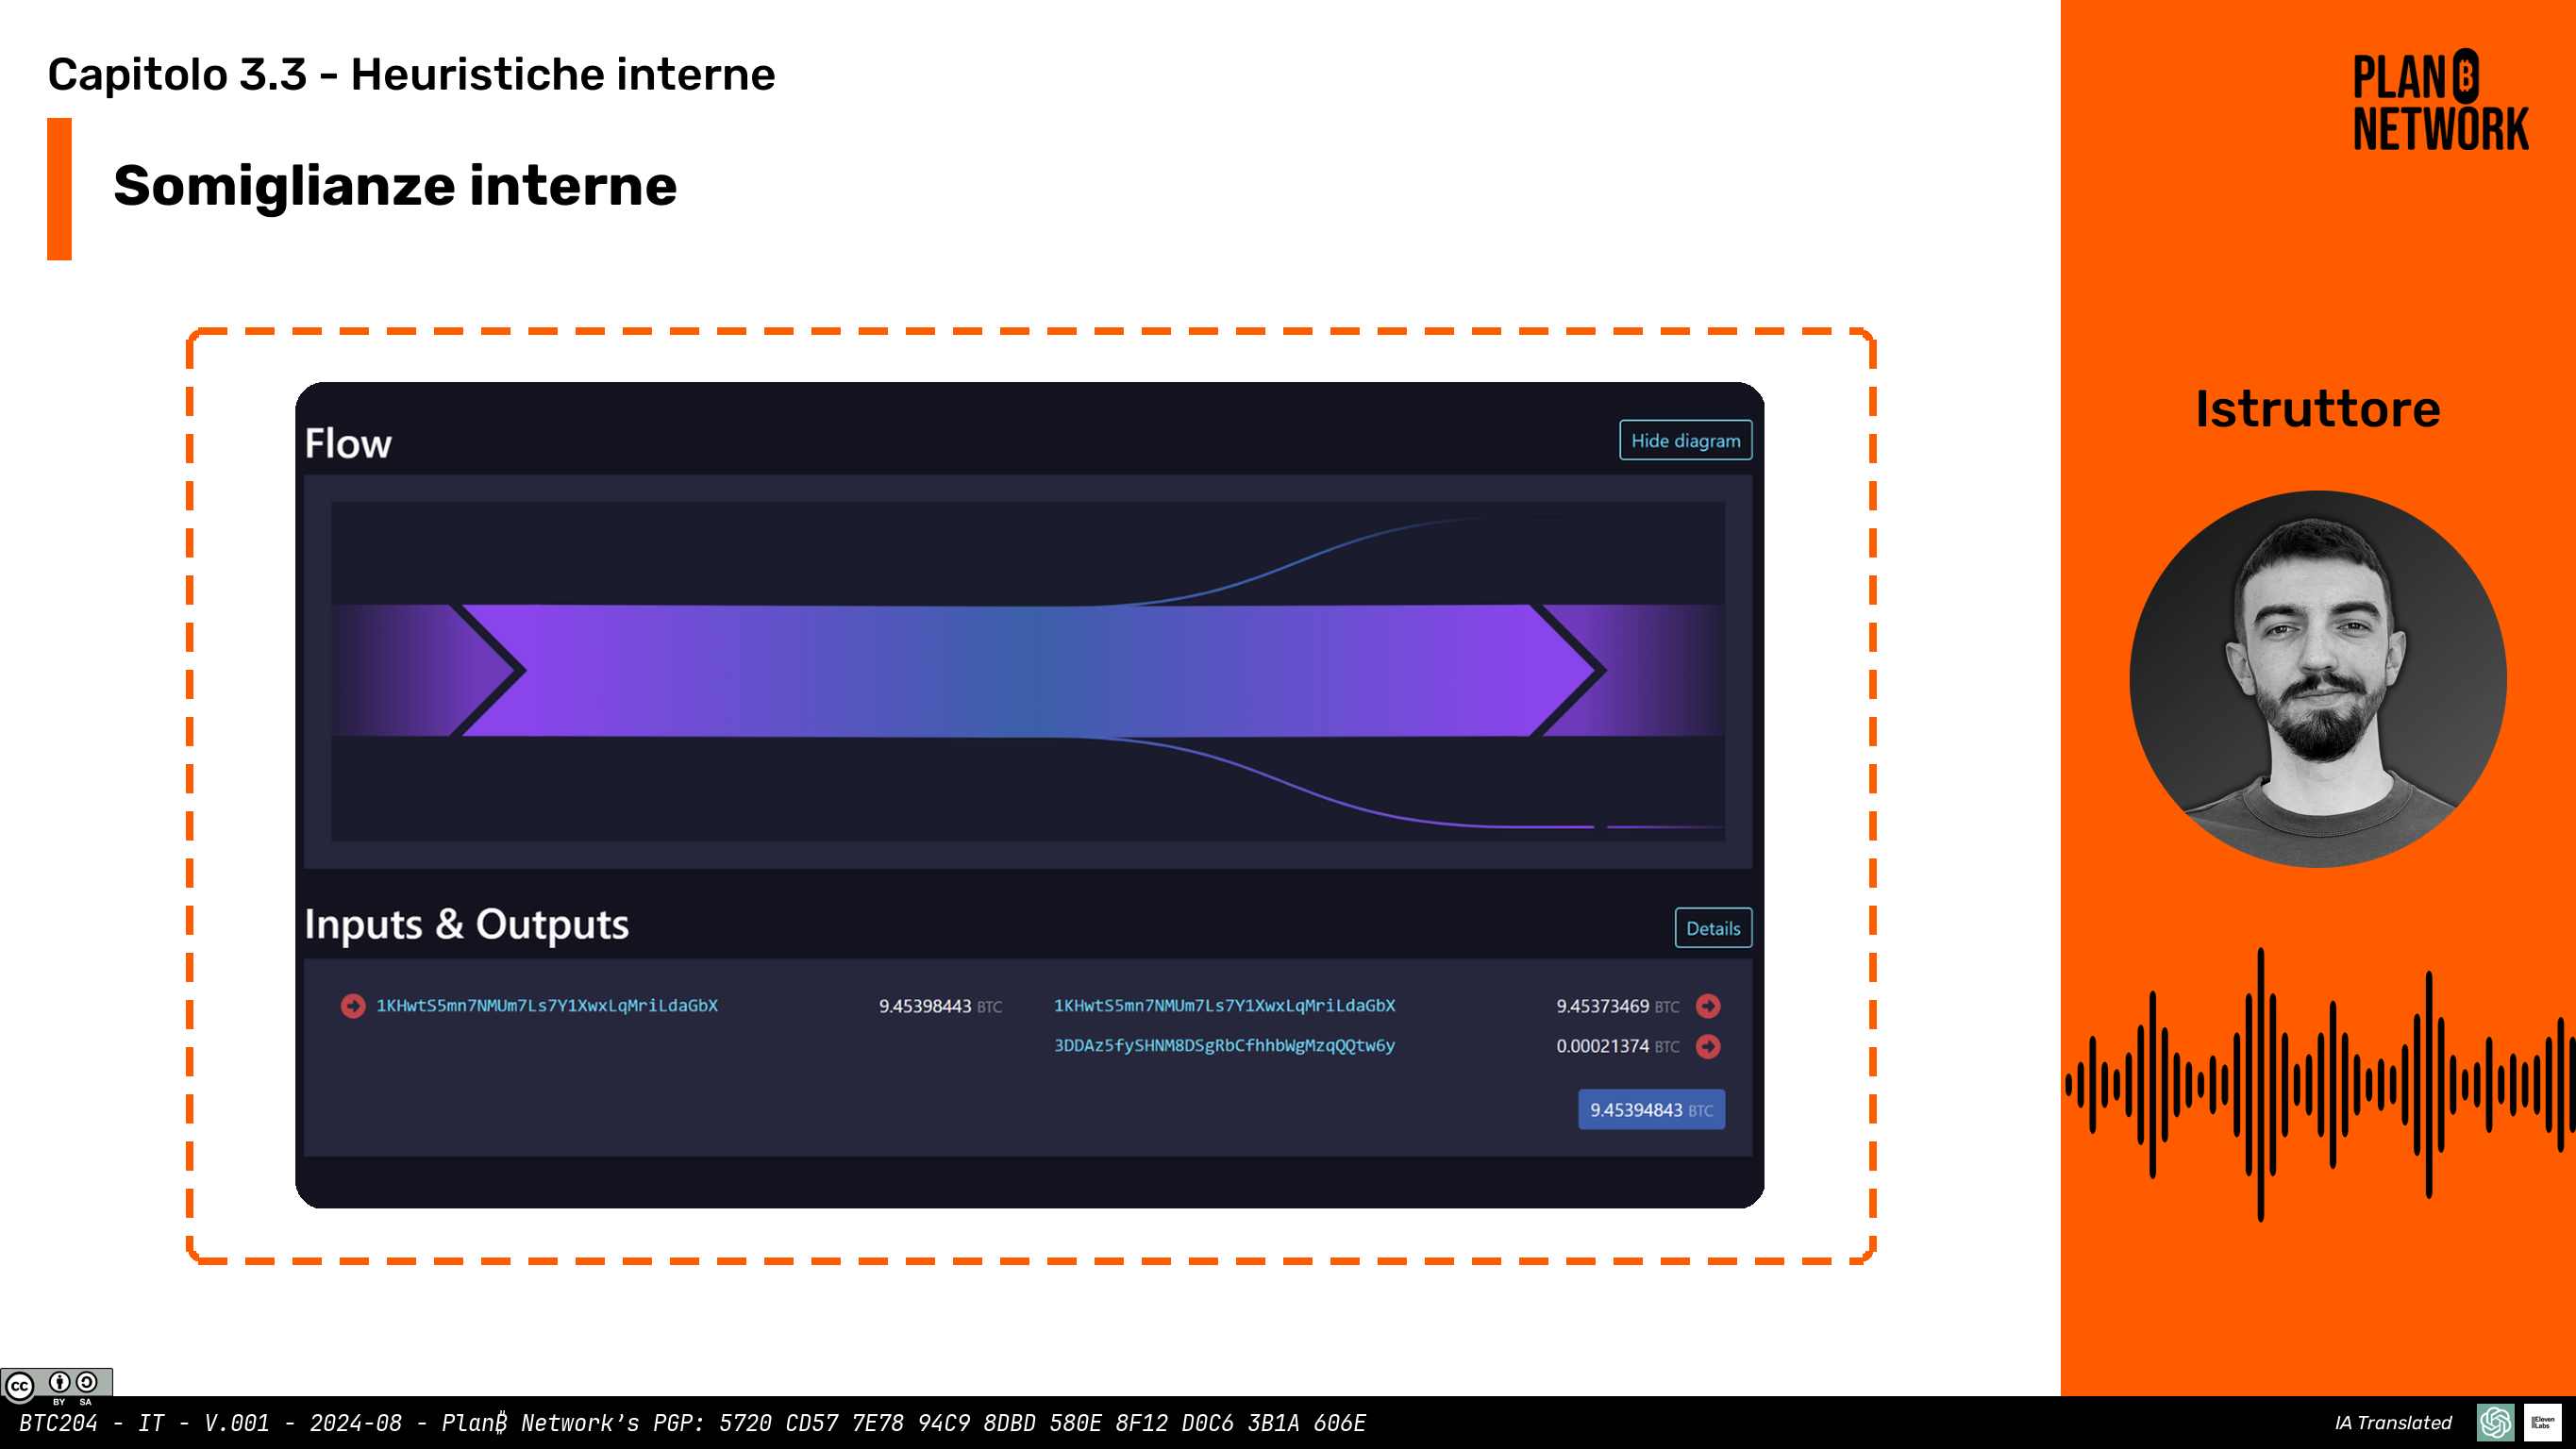 Capitolo 3.3 - Heuristiche interne
Somiglianze interne
PLAN B
NETWORK
Istruttore
Flow
Hide diagram
Inputs & Outputs
Details
1KHwtS5mn7NMUm7Ls7Y1XwxLqMriLdaGbX 9.45398443 BTC 1KHwtS5mn7NMUm7Ls7Y1XwxLqMriLdaGbX 9.45373469 BTC
3DDAz5fySHNM8DSgRbCfhhbWgMzqQQtw6y 0.00021374 BTC
9.45394843 BTC
cc BY SA
BTC204 - IT - V.001 - 2024-08 - Plan₿ Network's PGP: 5720 CD57 7E78 94C9 8DBD 580E 8F12 D0C6 3B1A 606E
IA Translated
IIElevenLabs